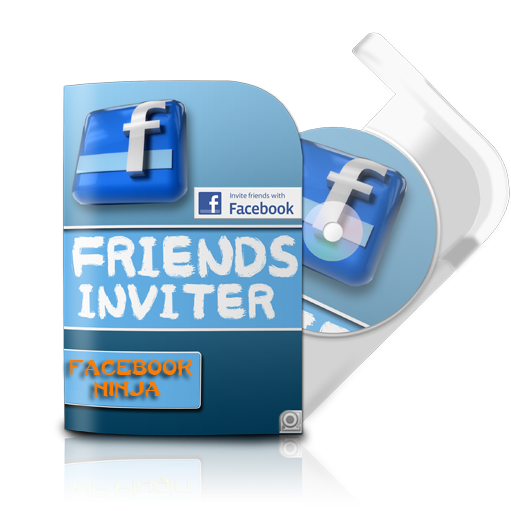 f
f
Invite friends with
f Facebook
FRIENDS
INVITER
FACEBOOK
NINJA